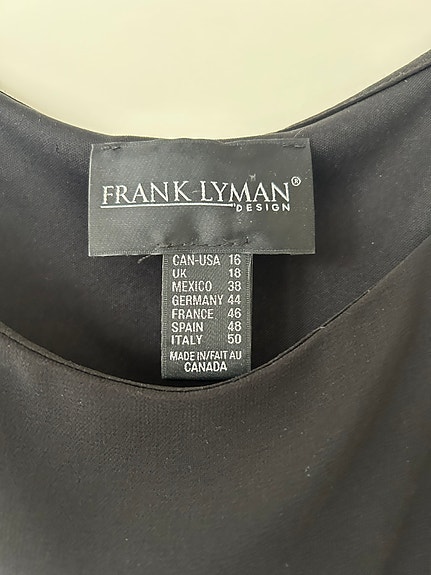 FRANK LYMAN®
DESIGN
CAN-USA 16
UK 18
MEXICO 38
GERMANY 44
FRANCE 46
SPAIN 48
ITALY 50
MADE IN/FAIT AU
CANADA